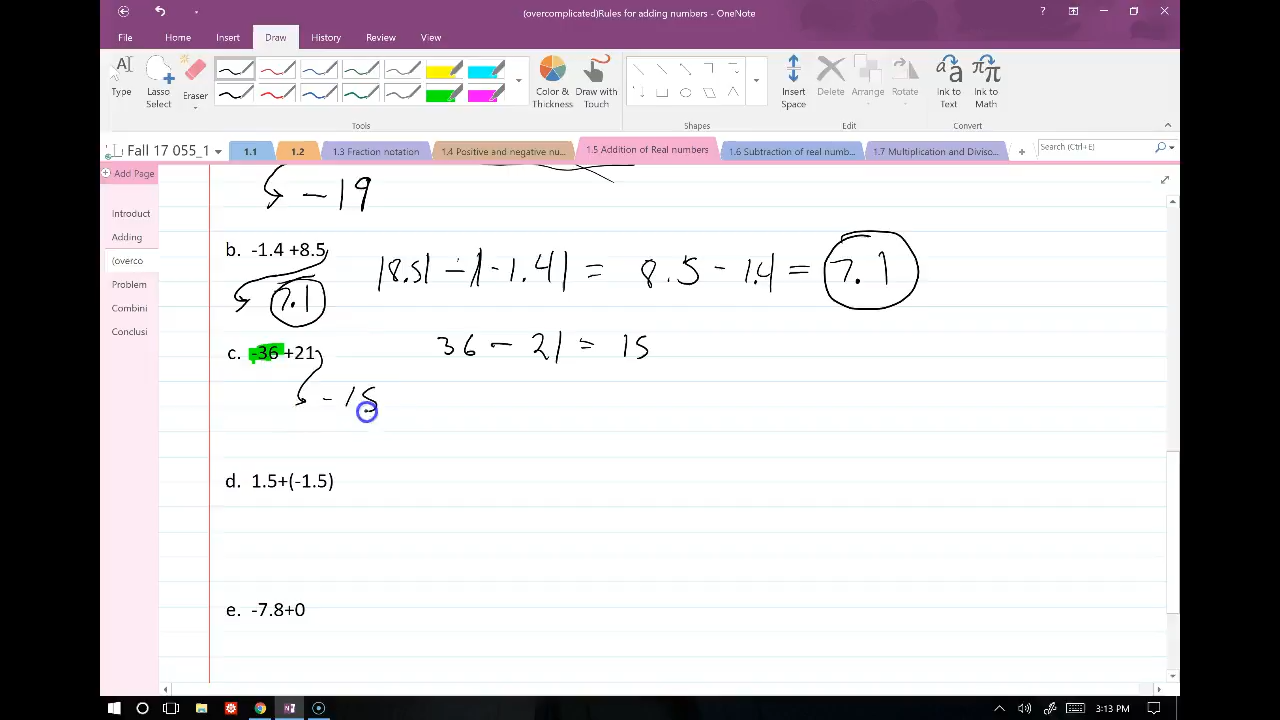 (overcomplicated)Rules for adding numbers - OneNote
?
File Home Insert Draw History Review View
Type
Lasso Select
Eraser
Color & Thickness
Draw with Touch
Insert Space
Delete
Arrange
Rotate
Ink to Text
Ink to Math
Tools Shapes Edit Convert
Fall 17 055_1 1.1 1.2 1.3 Fraction notation 1.4 Positive and negative nu... 1.5 Addition of Real numbers 1.6 Subtraction of real numb... 1.7 Multiplication and Diviso... Search (Ctrl+E)
Add Page
Introduct
Adding
(overco
Problem
Combini
Conclusi
-19
b. -1.4 +8.5 |8.5| - |-1.4| = 8.5 - 1.4 = 7.1
7.1
c. -36 +21 36 - 21 = 15
-15
d. 1.5+(-1.5)
e. -7.8+0
3:13 PM